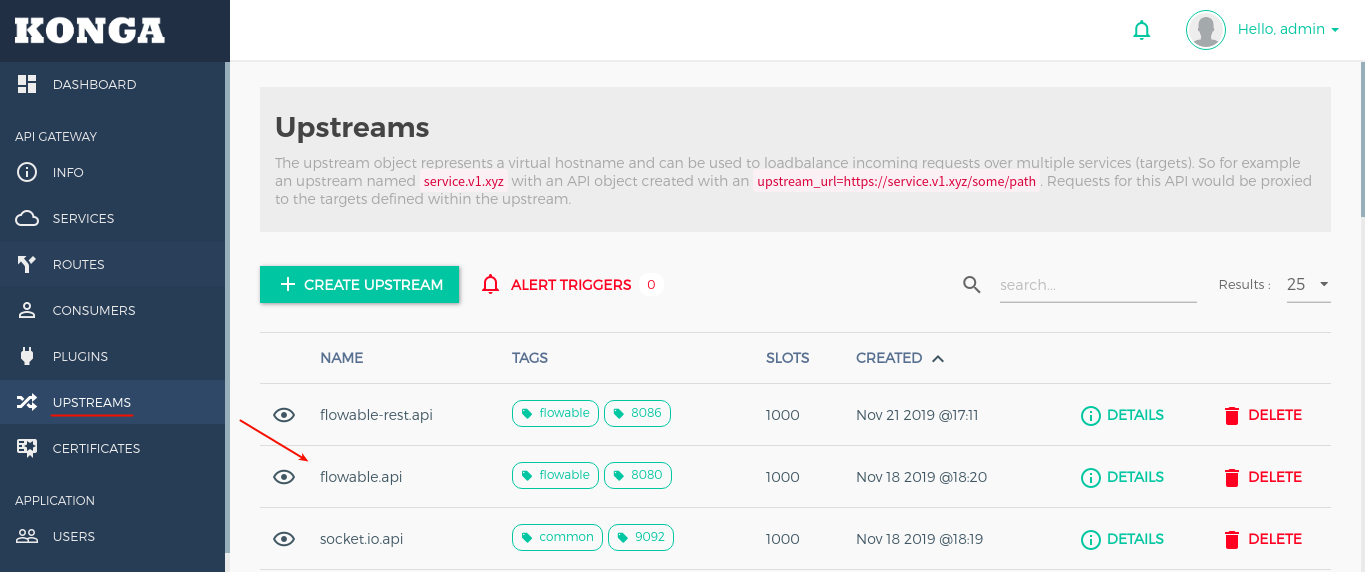 KONGA
Hello, admin
DASHBOARD
API GATEWAY
INFO
SERVICES
ROUTES
CONSUMERS
PLUGINS
UPSTREAMS
CERTIFICATES
APPLICATION
USERS
Upstreams
The upstream object represents a virtual hostname and can be used to loadbalance incoming requests over multiple services (targets). So for example
an upstream named service.v1.xyz with an API object created with an upstream_url=https://service.v1.xyz/some/path. Requests for this API would be proxied
to the targets defined within the upstream.
CREATE UPSTREAM ALERT TRIGGERS 0 search... Results : 25
NAME TAGS SLOTS CREATED
flowable-rest.api flowable 8086 1000 Nov 21 2019 @17:11 DETAILS DELETE
flowable.api flowable 8080 1000 Nov 18 2019 @18:20 DETAILS DELETE
socket.io.api common 9092 1000 Nov 18 2019 @18:19 DETAILS DELETE